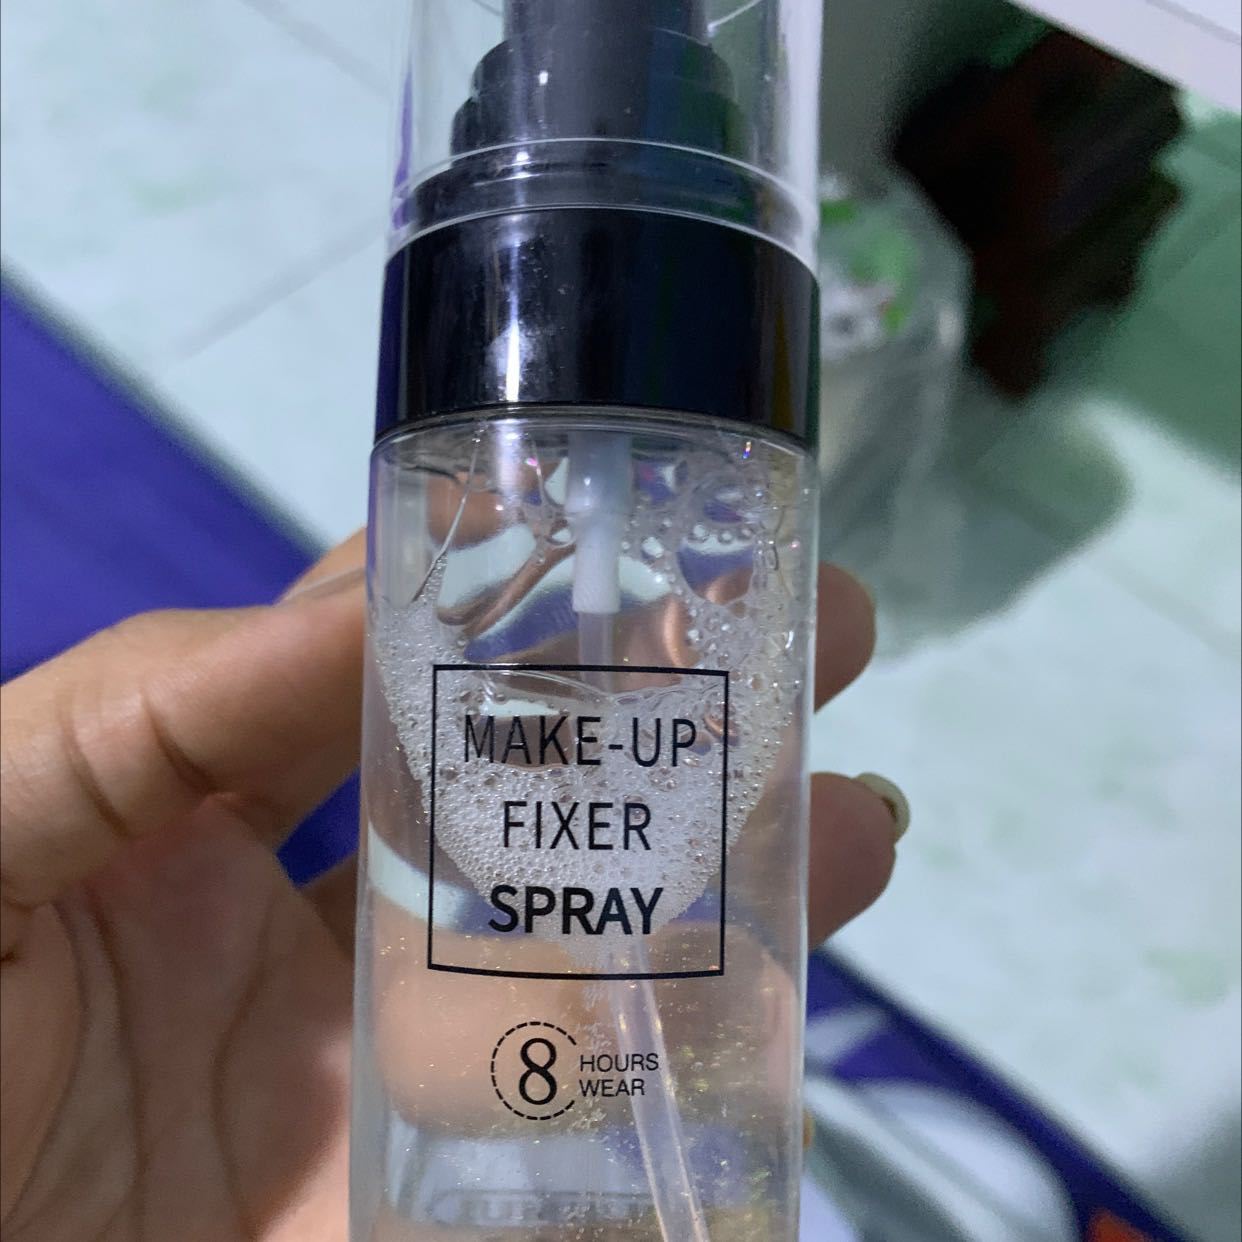 MAKE-UP
FIXER
SPRAY
8 HOURS
WEAR